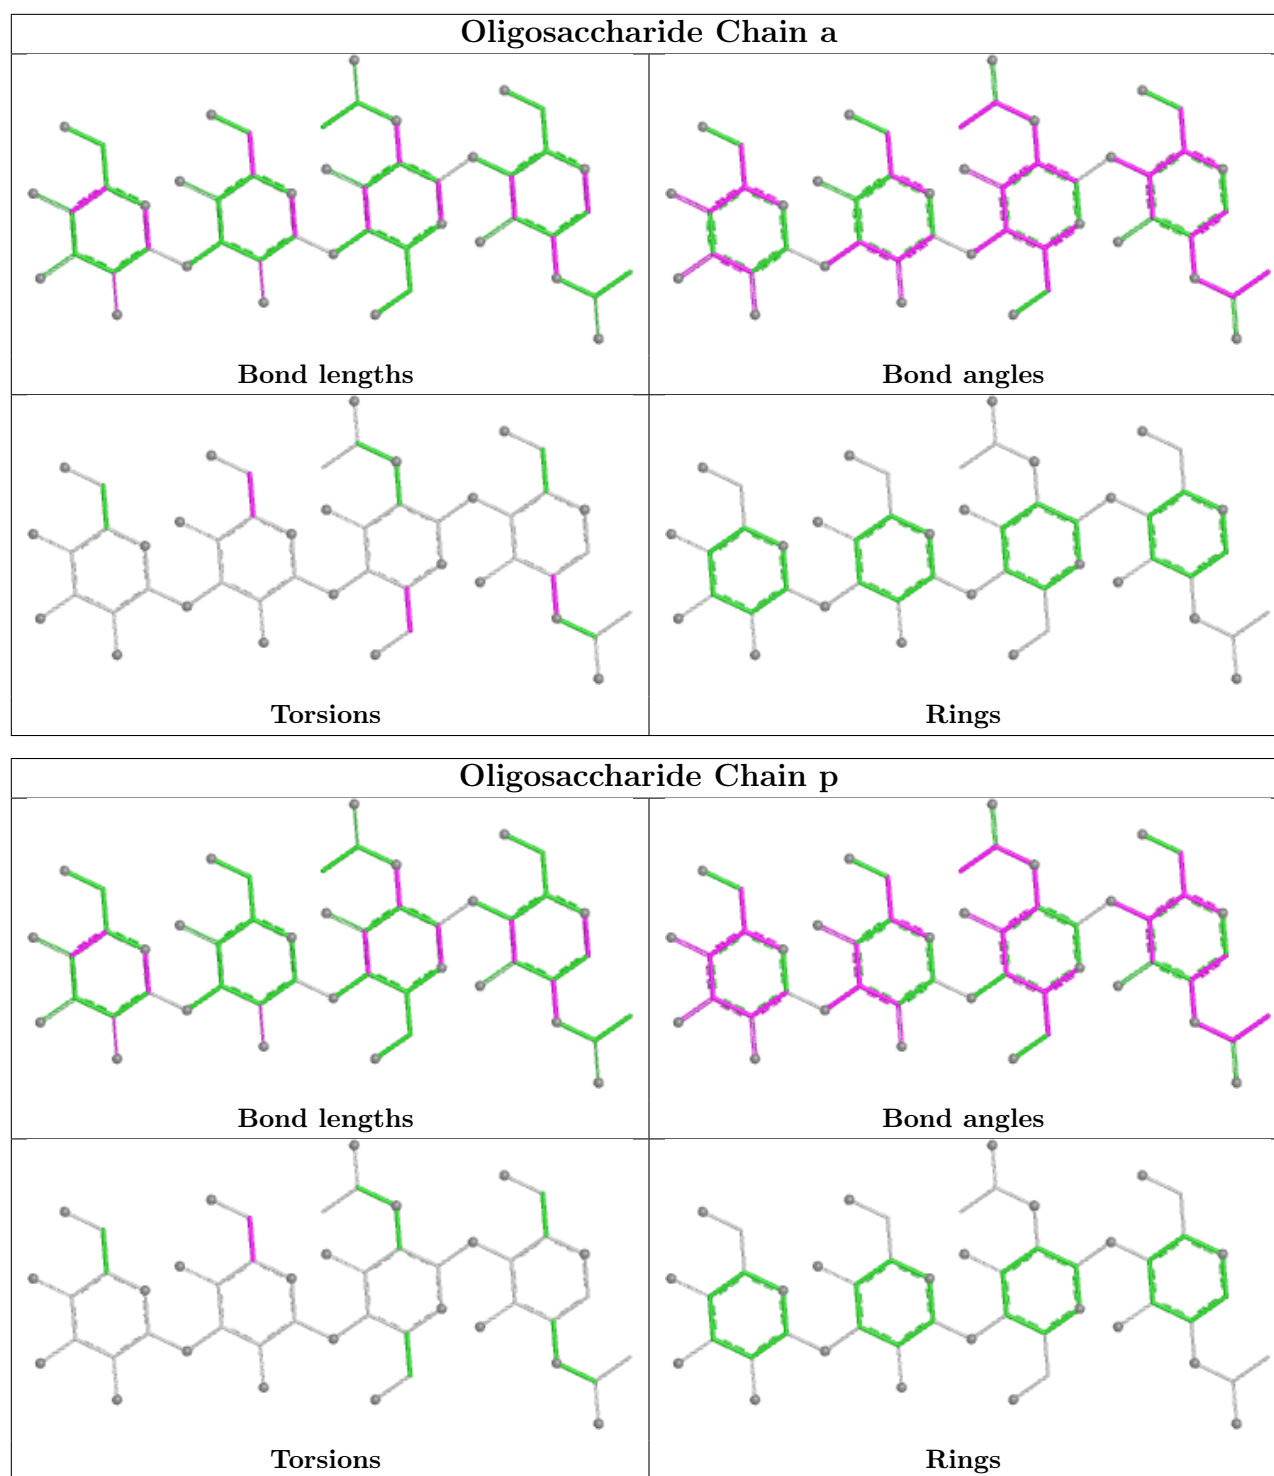 Oligosaccharide Chain a
Bond lengths
Bond angles
Torsions
Rings
Oligosaccharide Chain p
Bond lengths
Bond angles
Torsions
Rings